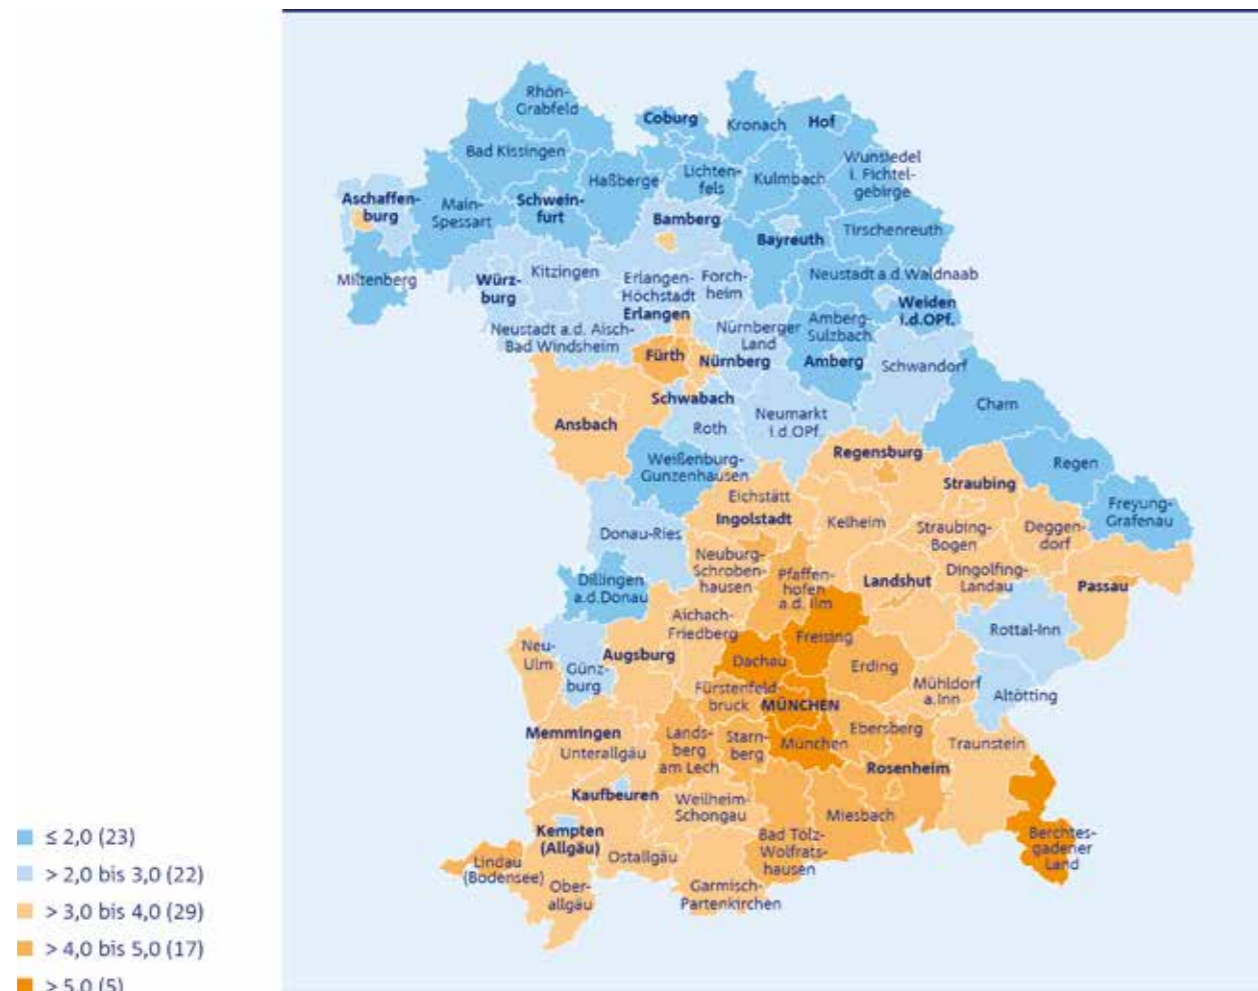 Rhön-
Grabfeld
Coburg
Kronach
Hof
Bad Kissingen
Wunsiedel
i. Fichtel-
gebirge
Haßberge
Lichten-
fels
Kulmbach
Aschaffen-
burg
Main-
Spessart
Schwein-
furt
Bamberg
Bayreuth
Tirschenreuth
Miltenberg
Würz-
burg
Kitzingen
Erlangen-
Höchstadt
Erlangen
Forch-
heim
Neustadt a.d. Waldnaab
Weiden
i.d.OPf.
Neustadt a.d. Aisch-
Bad Windsheim
Nürnberger
Land
Amberg-
Sulzbach
Fürth
Nürnberg
Amberg
Schwandorf
Schwabach
Ansbach
Roth
Neumarkt
i.d.OPf.
Cham
Weißenburg-
Gunzenhausen
Regensburg
Regen
Eichstätt
Straubing
Freyung-
Grafenau
Ingolstadt
Kelheim
Straubing-
Bogen
Deggen-
dorf
Donau-Ries
Neuburg-
Schroben-
hausen
Pfaffen-
hofen
a.d. Ilm
Landshut
Dingolfing-
Landau
Passau
Dillingen
a.d.Donau
Aichach-
Friedberg
Freising
Rottal-Inn
Neu-
Ulm
Günz-
burg
Augsburg
Dachau
Erding
Fürstenfeld-
bruck
MÜNCHEN
Mühldorf
a.Inn
Altötting
Memmingen
Unterallgäu
Lands-
berg
am Lech
Starn-
berg
München
Ebersberg
Traunstein
Rosenheim
Kaufbeuren
Weilheim-
Schongau
Miesbach
Kempten
(Allgäu)
Ostallgäu
Bad Tölz-
Wolfrats-
hausen
Berchtes-
gadener
Land
Lindau
(Bodensee)
Ober-
allgäu
Garmisch-
Partenkirchen
≤ 2,0 (23)
> 2,0 bis 3,0 (22)
> 3,0 bis 4,0 (29)
> 4,0 bis 5,0 (17)
> 5,0 (5)